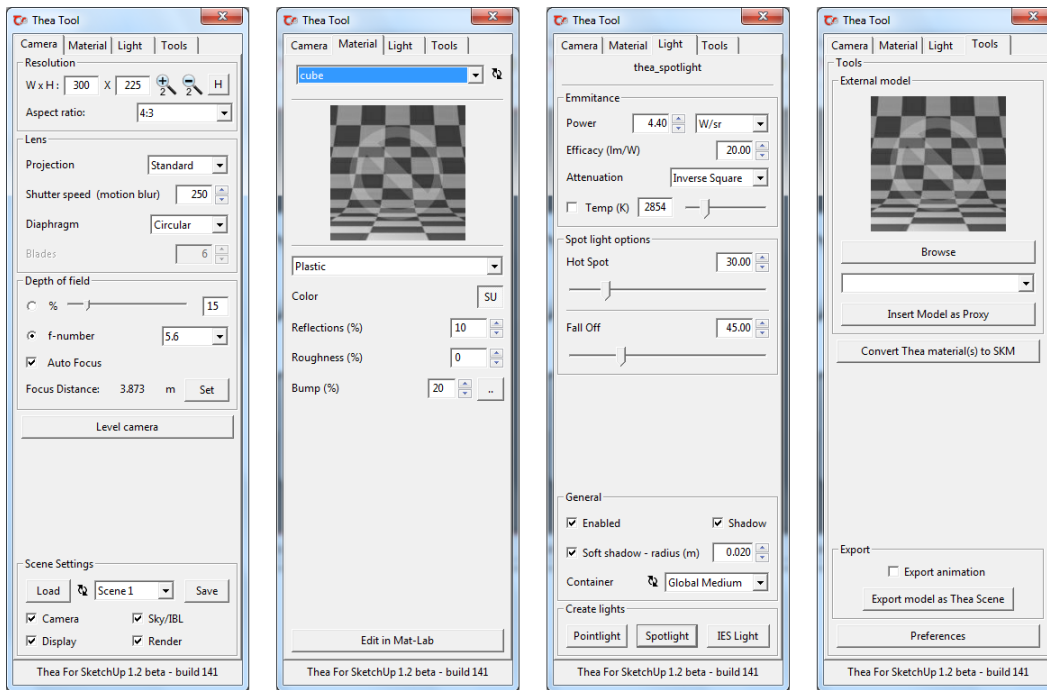 Thea Tool
Camera Material Light Tools
Resolution
W x H : 300 X 225 2 2 H
Aspect ratio: 4:3
Lens
Projection Standard
Shutter speed (motion blur) 250
Diaphragm Circular
Blades 6
Depth of field
% 15
f-number 5.6
Auto Focus
Focus Distance: 3.873 m Set
Level camera
Scene Settings
Load Scene 1 Save
Camera Sky/IBL
Display Render
Thea For SketchUp 1.2 beta - build 141
Thea Tool
Camera Material Light Tools
cube
Plastic
Color SU
Reflections (%) 10
Roughness (%) 0
Bump (%) 20 ..
Edit in Mat-Lab
Thea For SketchUp 1.2 beta - build 141
Thea Tool
Camera Material Light Tools
thea_spotlight
Emmitance
Power 4.40 W/sr
Efficacy (lm/W) 20.00
Attenuation Inverse Square
Temp (K) 2854
Spot light options
Hot Spot 30.00
Fall Off 45.00
General
Enabled Shadow
Soft shadow - radius (m) 0.020
Container Global Medium
Create lights
Pointlight Spotlight IES Light
Thea For SketchUp 1.2 beta - build 141
Thea Tool
Camera Material Light Tools
Tools
External model
Browse
Insert Model as Proxy
Convert Thea material(s) to SKM
Export
Export animation
Export model as Thea Scene
Preferences
Thea For SketchUp 1.2 beta - build 141